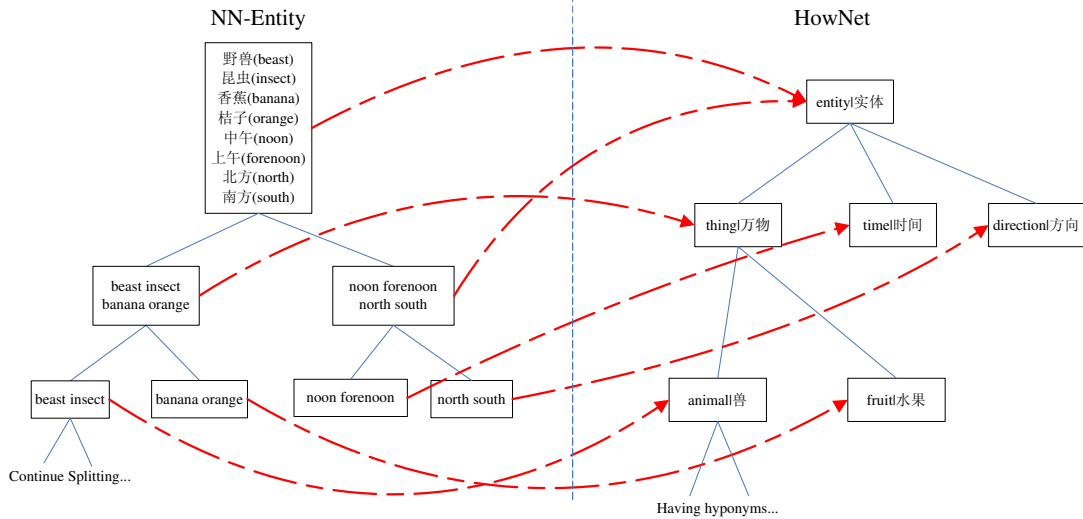 NN-Entity
HowNet
野兽(beast)
昆虫(insect)
香蕉(banana)
桔子(orange)
中午(noon)
上午(forenoon)
北方(north)
南方(south)
entity|实体
thing|万物
time|时间
direction|方向
beast insect
banana orange
noon forenoon
north south
beast insect
banana orange
noon forenoon
north south
animal|兽
fruit|水果
Continue Splitting...
Having hyponyms...